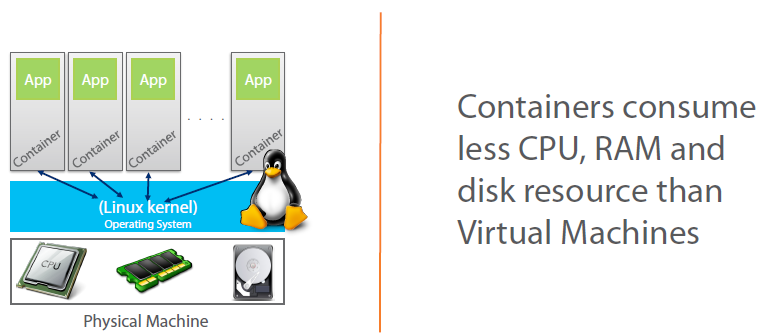 App
App
App
App
. . . .
Container
Container
Container
Container
(Linux kernel)
Operating System
CPU
Physical Machine
Containers consume
less CPU, RAM and
disk resource than
Virtual Machines